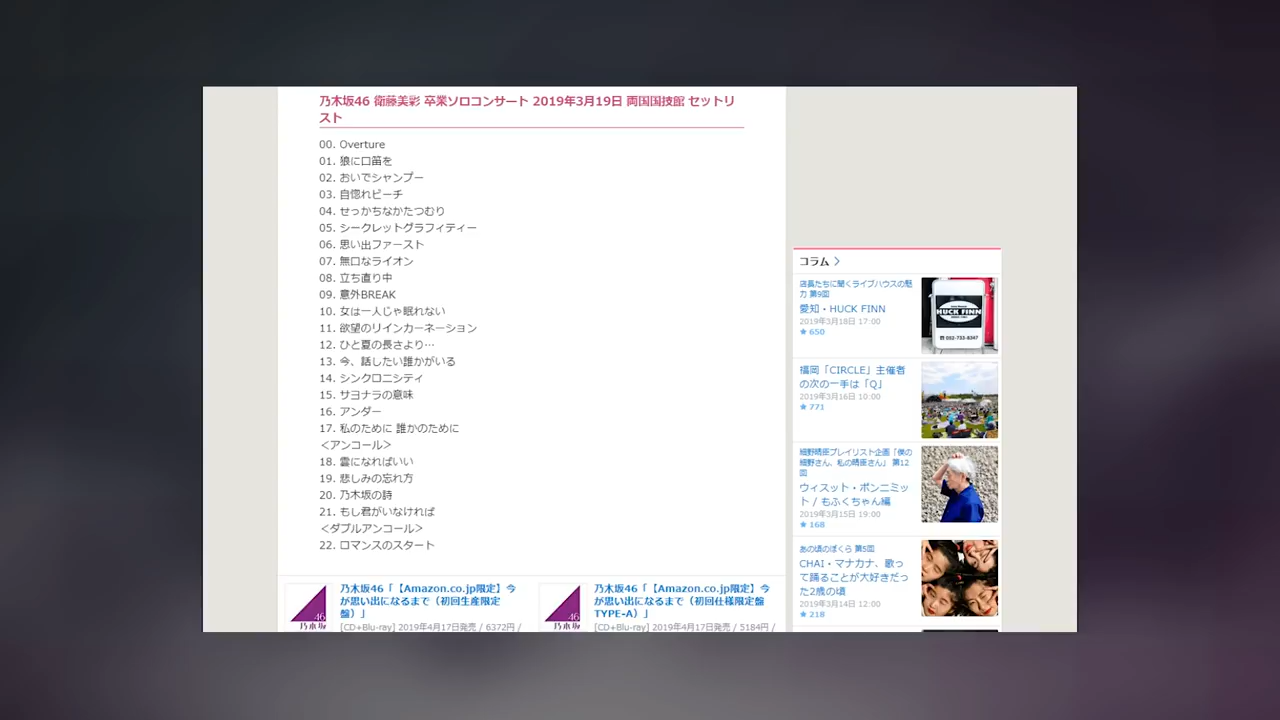 乃木坂46 衛藤美彩 卒業ソロコンサート 2019年3月19日 両国国技館 セットリ
スト
00. Overture
01. 狼に口笛を
02. おいでシャンプー
03. 自惚れビーチ
04. せっかちなかたつむり
05. シークレットグラフィティー
06. 思い出ファースト
07. 無口なライオン
08. 立ち直り中
09. 意外BREAK
10. 女は一人じゃ眠れない
11. 欲望のリインカーネーション
12. ひと夏の長さより…
13. 今、話したい誰かがいる
14. シンクロニシティ
15. サヨナラの意味
16. アンダー
17. 私のために 誰かのために
＜アンコール＞
18. 雲になればいい
19. 悲しみの忘れ方
20. 乃木坂の詩
21. もし君がいなければ
＜ダブルアンコール＞
22. ロマンスのスタート
乃木坂46「【Amazon.co.jp限定】今
が思い出になるまで（初回生産限定
盤）」
[CD+Blu-ray] 2019年4月17日発売 / 6372円 /
46
乃木坂
乃木坂46「【Amazon.co.jp限定】今
が思い出になるまで（初回仕様限定盤
TYPE-A）」
[CD+Blu-ray] 2019年4月17日発売 / 5184円 /
46
乃木坂
コラム
店長たちに聞くライブハウスの魅
力 第9回
愛知・HUCK FINN
2019年3月18日 17:00
★ 650
HUCK FINN
☎ 052-733-8347
福岡「CIRCLE」主催者
の次の一手は「Q」
2019年3月16日 10:00
★ 771
細野晴臣プレイリスト企画「僕の
細野さん、私の晴臣さん」 第12
回
ウィスット・ポンニミッ
ト / もふくちゃん編
2019年3月15日 19:00
★ 168
あの頃のぼくら 第5回
CHAI・マナカナ、歌っ
て踊ることが大好きだっ
た2歳の頃
2019年3月14日 12:00
★ 218